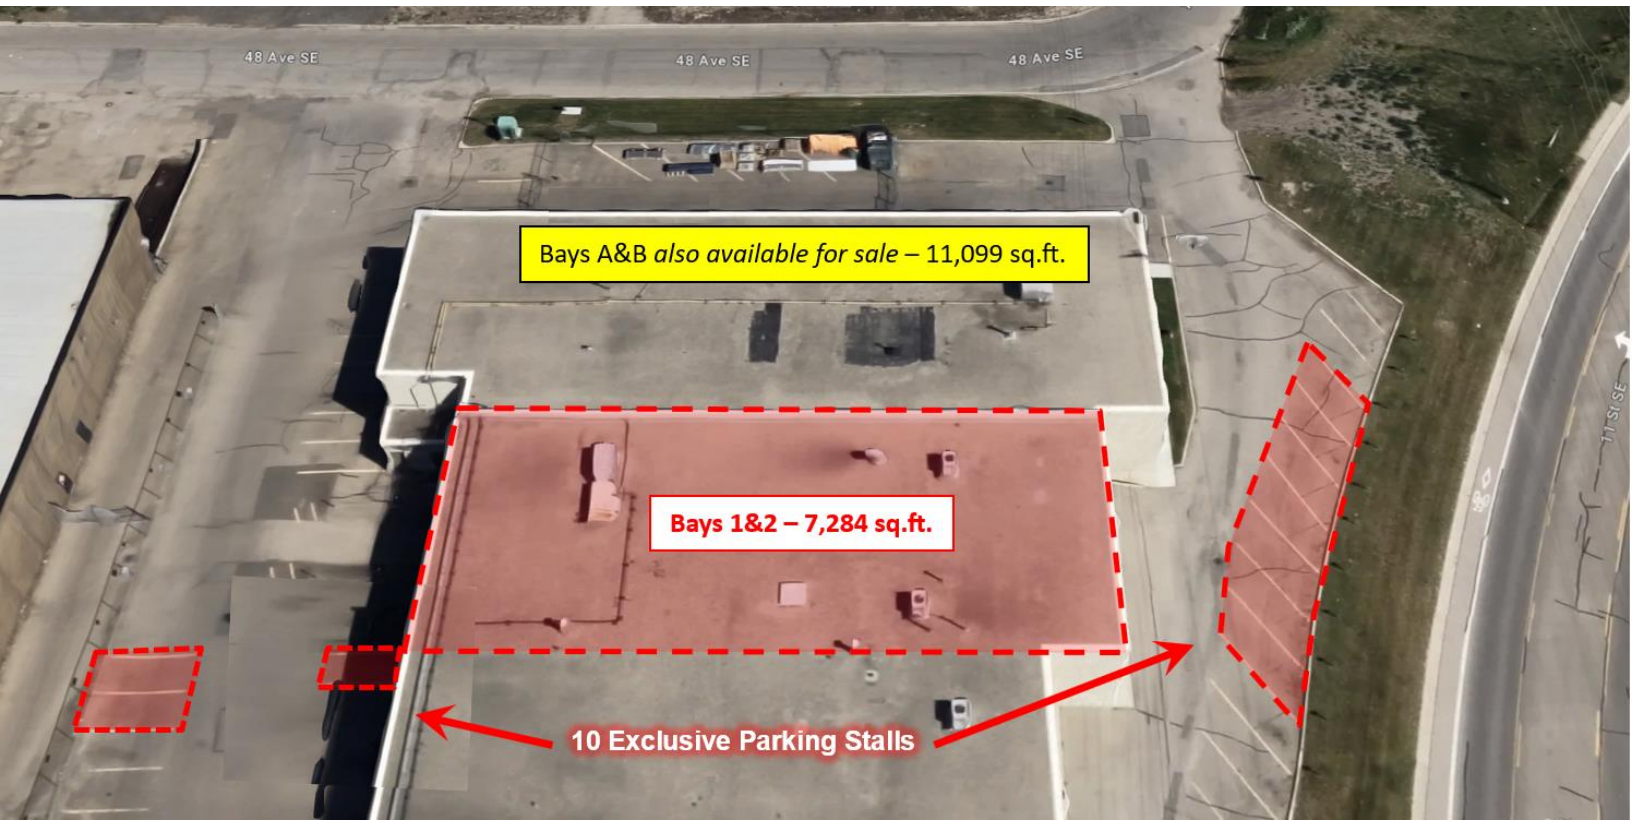 48 Ave SE
48 Ave SE
48 Ave SE
Bays A&B also available for sale – 11,099 sq.ft.
11 St SE
Bays 1&2 – 7,284 sq.ft.
10 Exclusive Parking Stalls